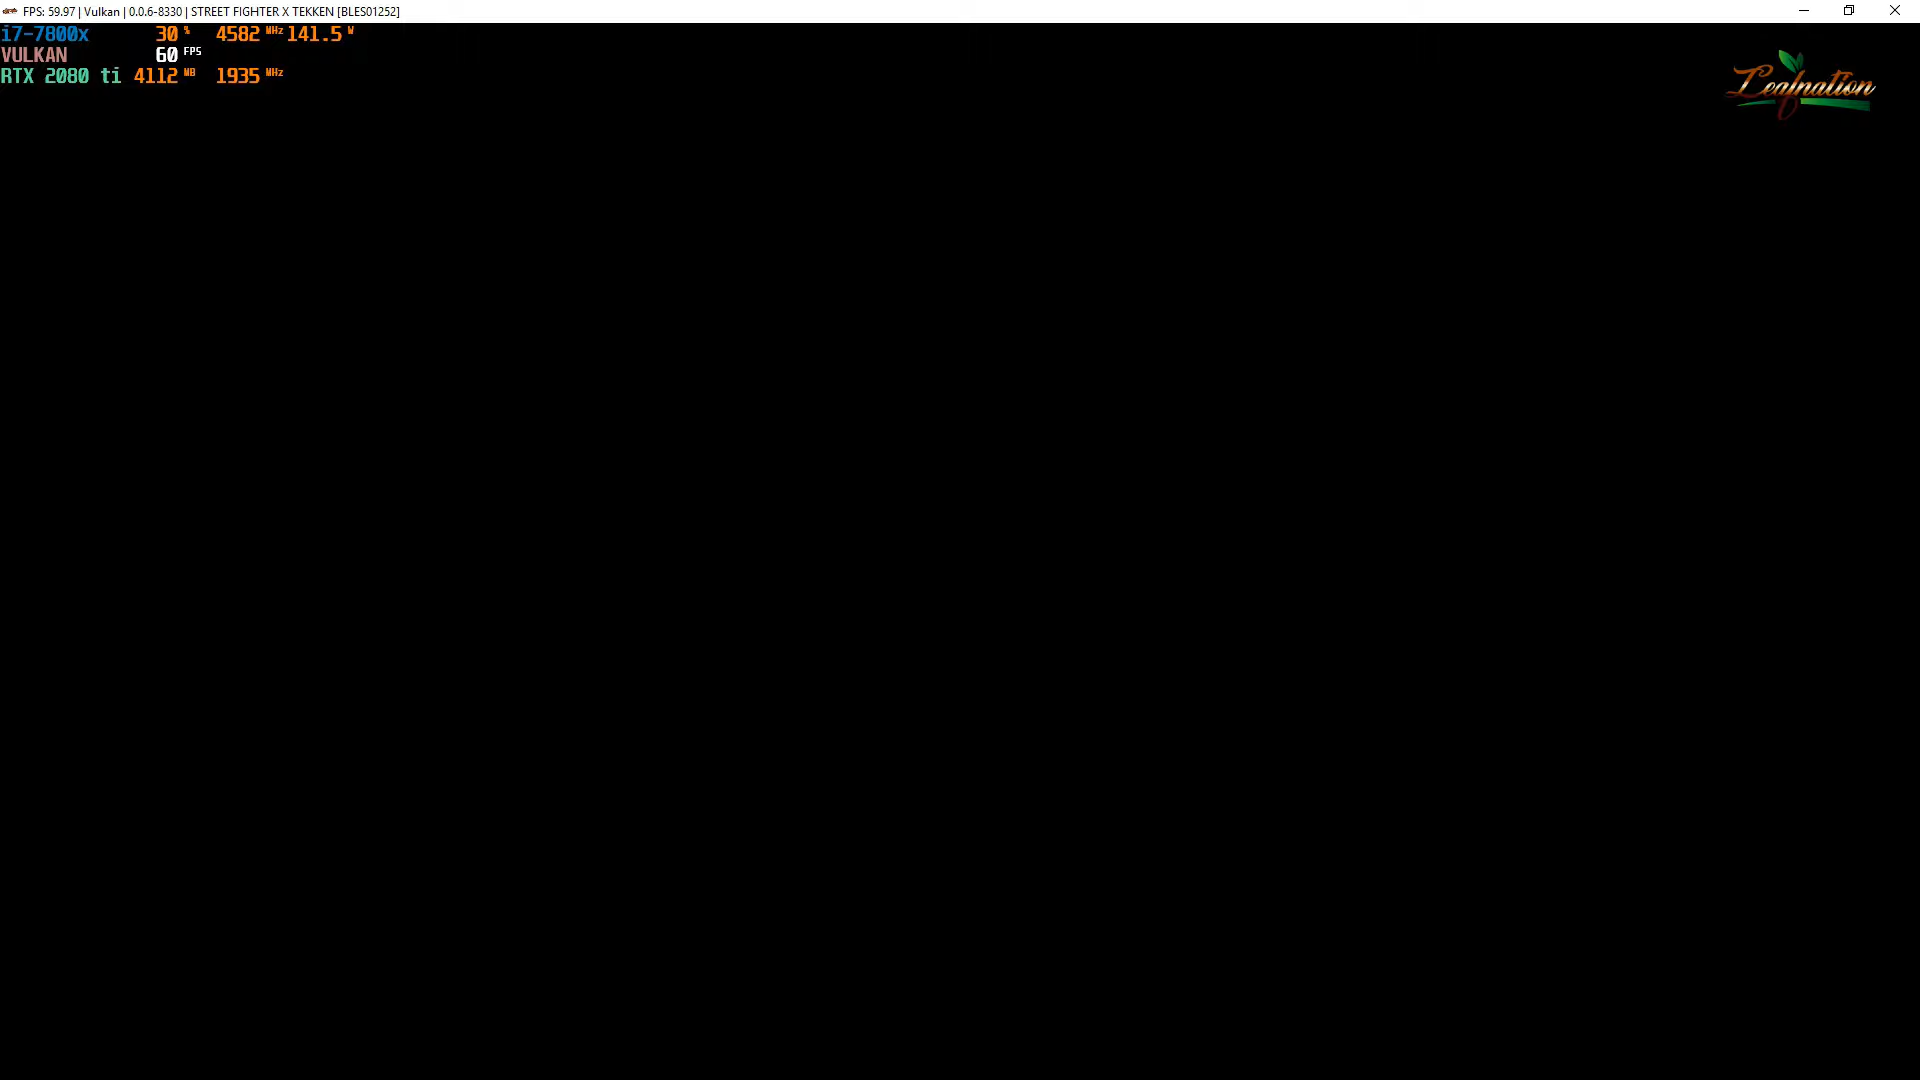 FPS: 59.97 | Vulkan | 0.0.6-8330 | STREET FIGHTER X TEKKEN [BLES01252]
i7-7800x 30 % 4582 MHz 141.5 W
VULKAN 60 FPS
RTX 2080 ti 4112 MB 1935 MHz
Leafnation